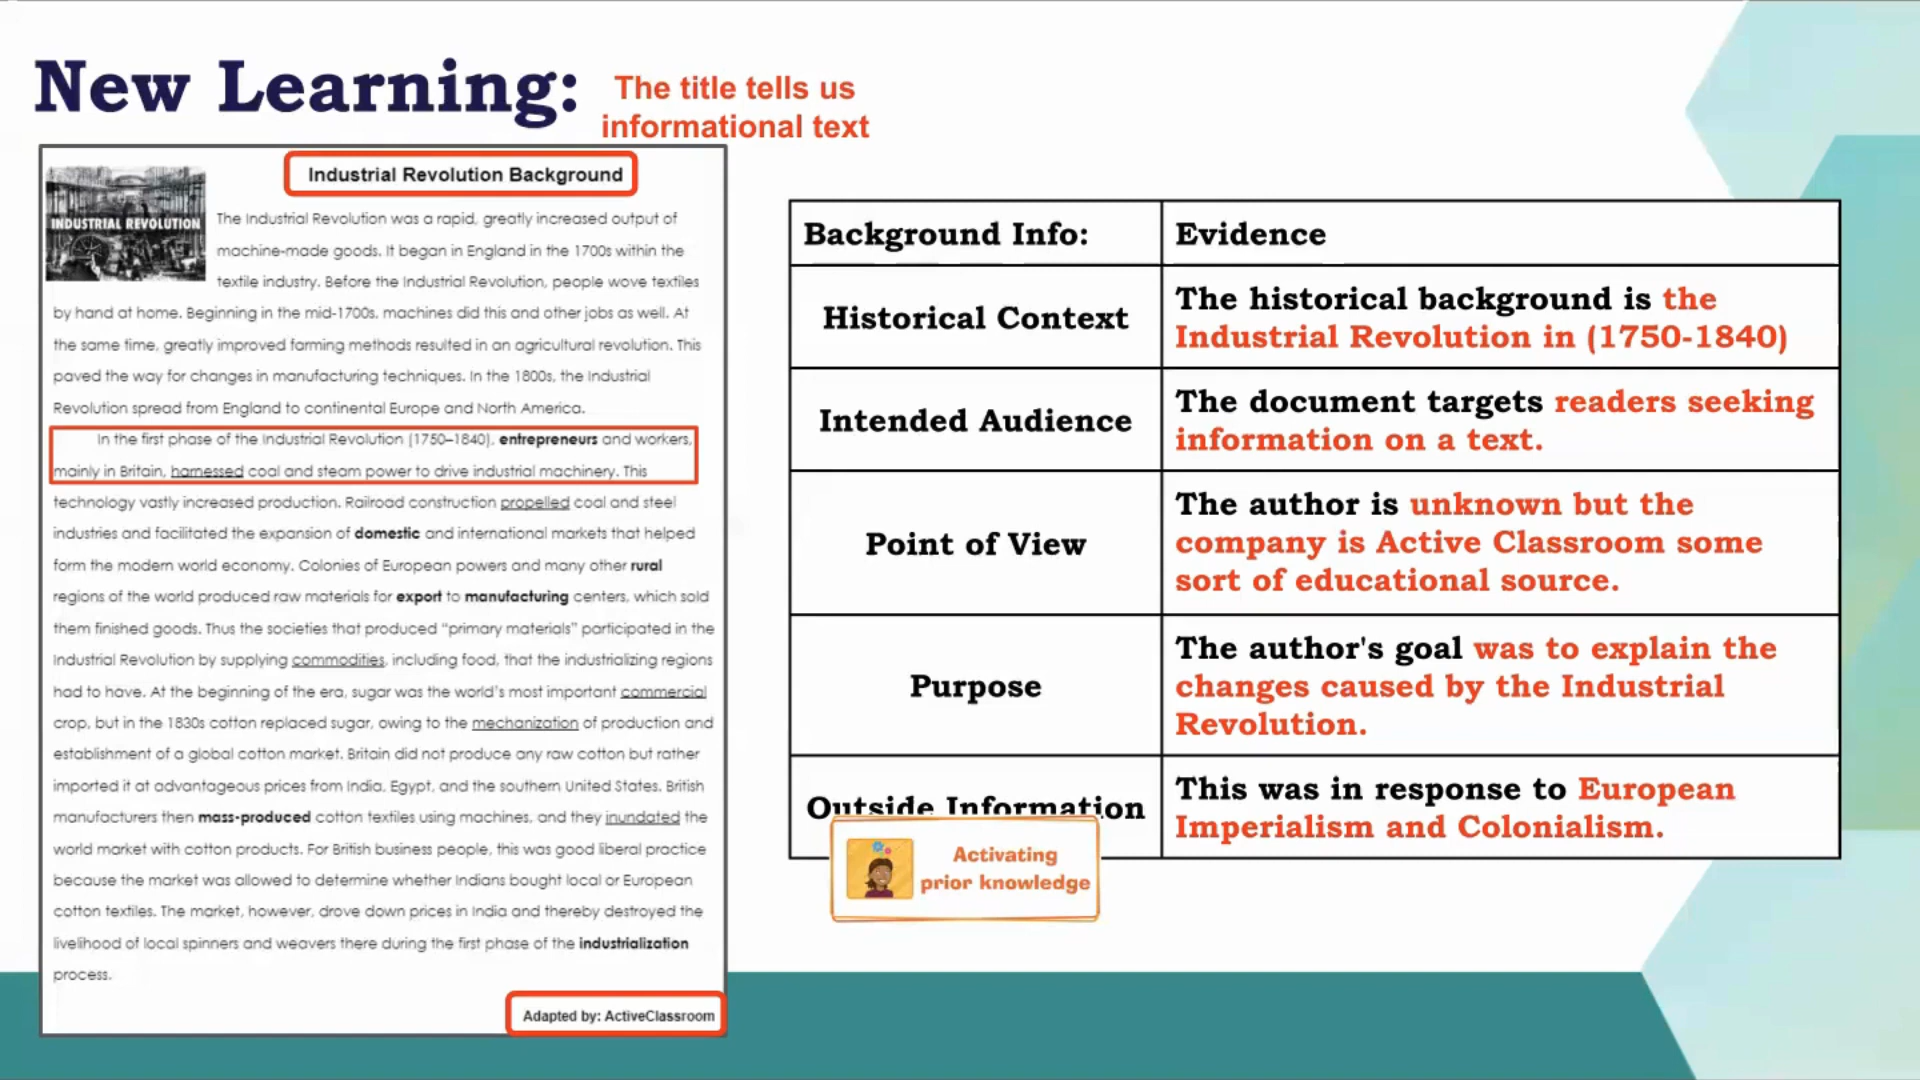 New Learning:
The title tells us
informational text
Industrial Revolution Background
INDUSTRIAL REVOLUTION
The Industrial Revolution was a rapid, greatly increased output of
machine-made goods. It began in England in the 1700s within the
textile industry. Before the Industrial Revolution, people wove textiles
by hand at home. Beginning in the mid-1700s, machines did this and other jobs as well. At
the same time, greatly improved farming methods resulted in an agricultural revolution. This
paved the way for changes in manufacturing techniques. In the 1800s, the Industrial
Revolution spread from England to continental Europe and North America.
In the first phase of the Industrial Revolution (1750–1840), entrepreneurs and workers,
mainly in Britain, harnessed coal and steam power to drive industrial machinery. This
technology vastly increased production. Railroad construction propelled coal and steel
industries and facilitated the expansion of domestic and international markets that helped
form the modern world economy. Colonies of European powers and many other rural
regions of the world produced raw materials for export to manufacturing centers, which sold
them finished goods. Thus the societies that produced “primary materials” participated in the
Industrial Revolution by supplying commodities, including food, that the industrializing regions
had to have. At the beginning of the era, sugar was the world’s most important commercial
crop, but in the 1830s cotton replaced sugar, owing to the mechanization of production and
establishment of a global cotton market. Britain did not produce any raw cotton but rather
imported it at advantageous prices from India, Egypt, and the southern United States. British
manufacturers then mass-produced cotton textiles using machines, and they inundated the
world market with cotton products. For British business people, this was good liberal practice
because the market was allowed to determine whether Indians bought local or European
cotton textiles. The market, however, drove down prices in India and thereby destroyed the
livelihood of local spinners and weavers there during the first phase of the industrialization
process.
Adapted by: ActiveClassroom
Background Info:
Evidence
Historical Context
The historical background is the
Industrial Revolution in (1750-1840)
Intended Audience
The document targets readers seeking
information on a text.
Point of View
The author is unknown but the
company is Active Classroom some
sort of educational source.
Purpose
The author's goal was to explain the
changes caused by the Industrial
Revolution.
Outside Information
This was in response to European
Imperialism and Colonialism.
Activating
prior knowledge